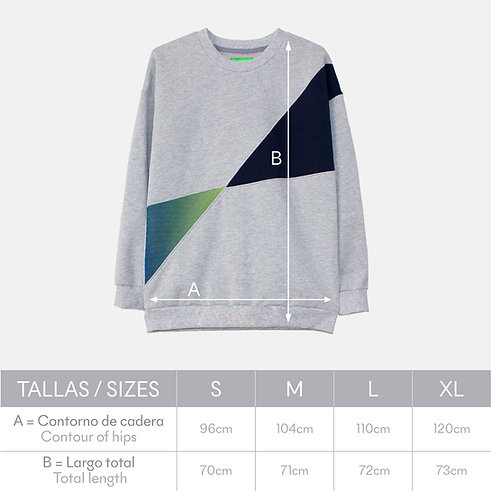 B
A
TALLAS / SIZES S M L XL
A = Contorno de cadera
Contour of hips
96cm 104cm 110cm 120cm
B = Largo total
Total length
70cm 71cm 72cm 73cm